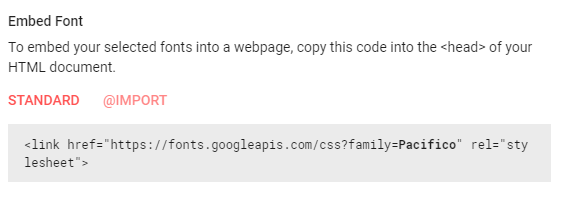 Embed Font
To embed your selected fonts into a webpage, copy this code into the <head> of your
HTML document.
STANDARD @IMPORT
<link href="https://fonts.googleapis.com/css?family=Pacifico" rel="sty
lesheet">